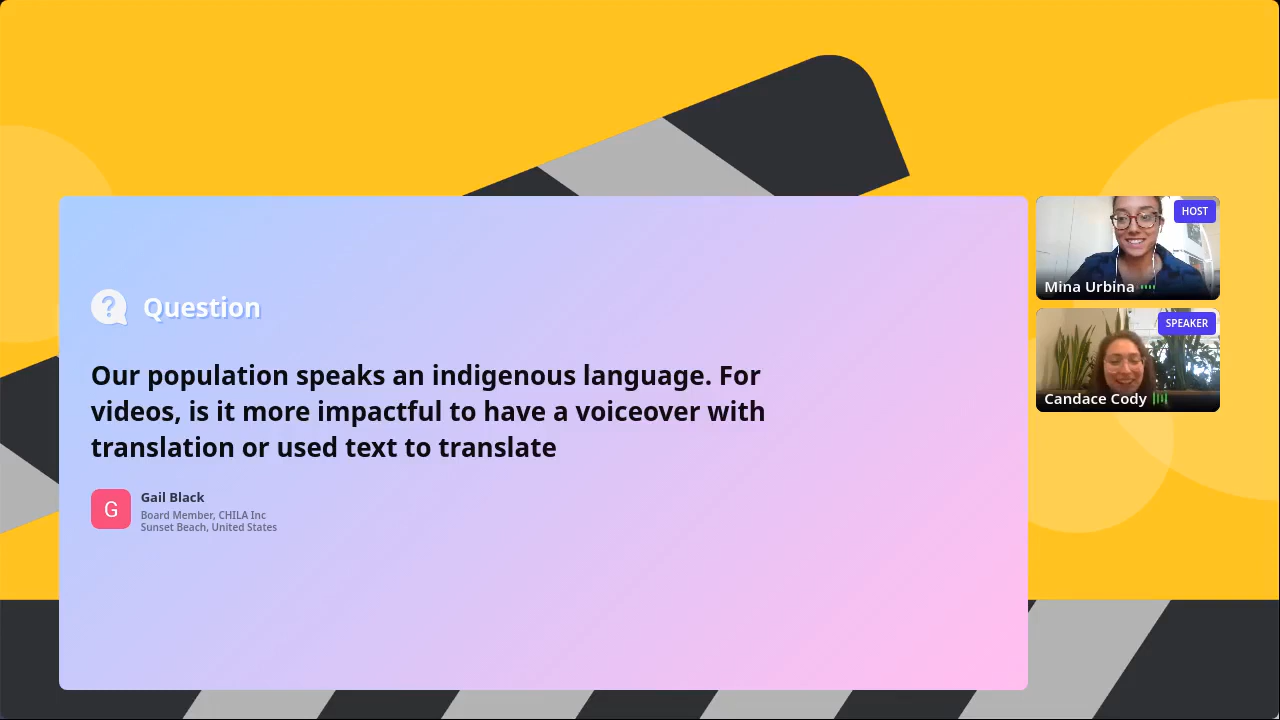 Question
Our population speaks an indigenous language. For
videos, is it more impactful to have a voiceover with
translation or used text to translate
G
Gail Black
Board Member, CHILA Inc
Sunset Beach, United States
HOST
Mina Urbina
SPEAKER
Candace Cody